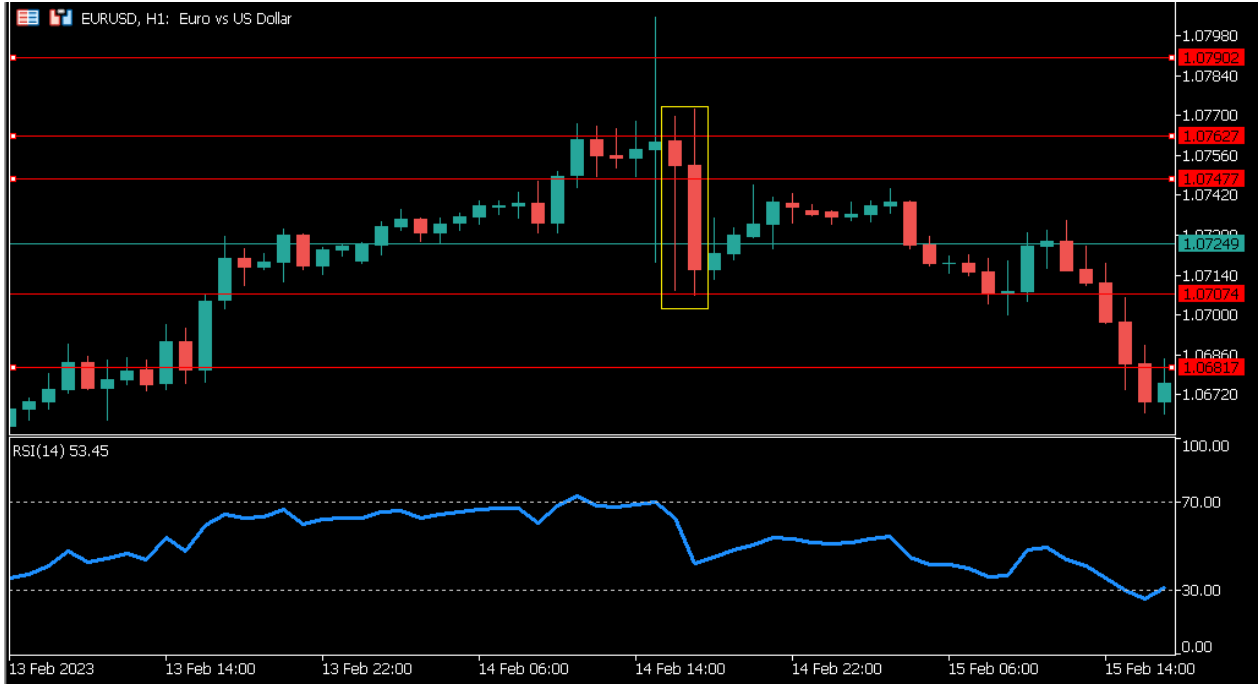 EURUSD, H1: Euro vs US Dollar
1.07980
1.07902
1.07840
1.07700
1.07627
1.07560
1.07477
1.07420
1.07280
1.07249
1.07140
1.07074
1.07000
1.06860
1.06817
1.06720
RSI(14) 53.45
100.00
70.00
30.00
0.00
13 Feb 2023
13 Feb 14:00
13 Feb 22:00
14 Feb 06:00
14 Feb 14:00
14 Feb 22:00
15 Feb 06:00
15 Feb 14:00